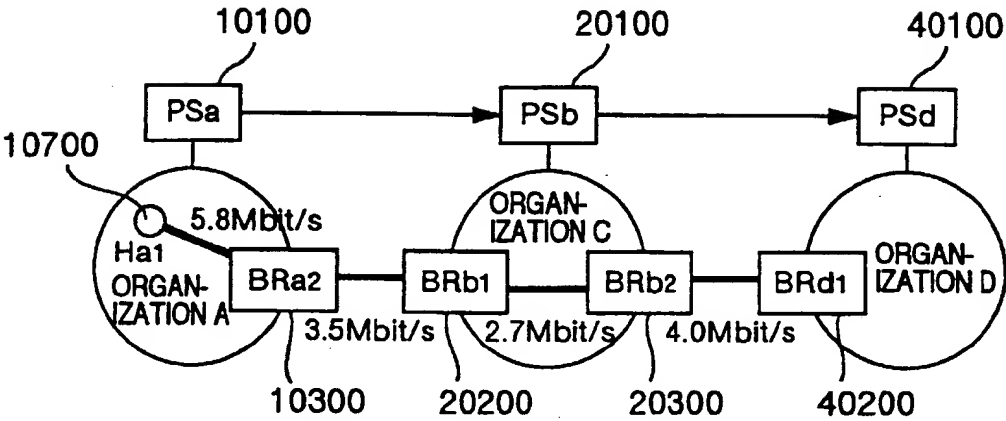 10100
20100
40100
PSa
PSb
PSd
10700
5.8Mbit/s
Ha1
ORGAN-
IZATION A
ORGAN-
IZATION C
ORGAN-
IZATION D
BRa2
BRb1
BRb2
BRd1
3.5Mbit/s
2.7Mbit/s
4.0Mbit/s
10300
20200
20300
40200